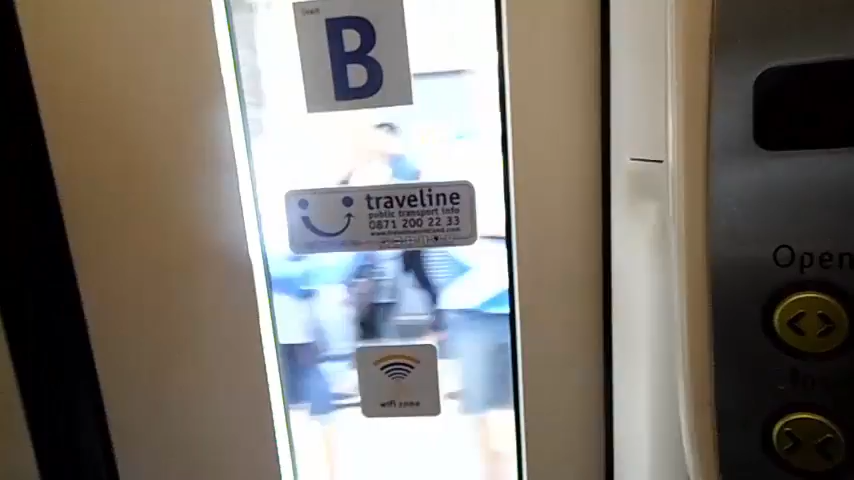 B
traveline
public transport info
0871 200 22 33
wifi zone
Open